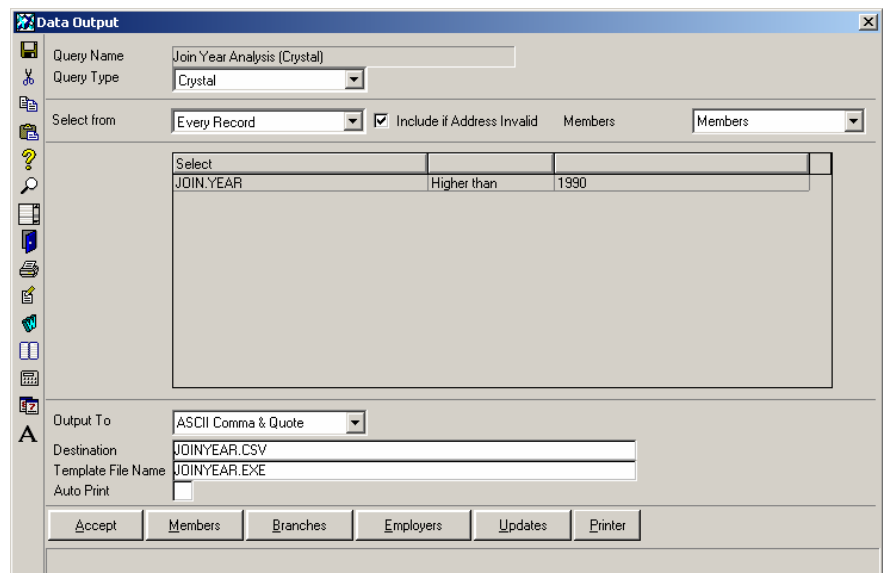 Data Output
Query Name Join Year Analysis (Crystal)
Query Type Crystal
Select from Every Record Include if Address Invalid Members Members
Select
JOIN.YEAR Higher than 1990
Output To ASCII Comma & Quote
Destination JOINYEAR.CSV
Template File Name JOINYEAR.EXE
Auto Print
Accept Members Branches Employers Updates Printer
A